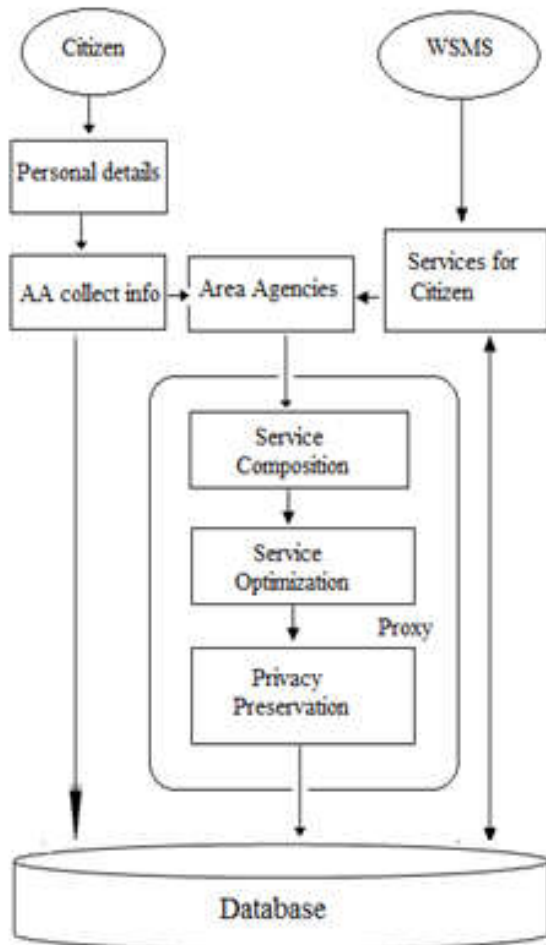 Citizen
WSMS
Personal details
AA collect info
Area Agencies
Services for
Citizen
Service
Composition
Service
Optimization
Proxy
Privacy
Preservation
Database